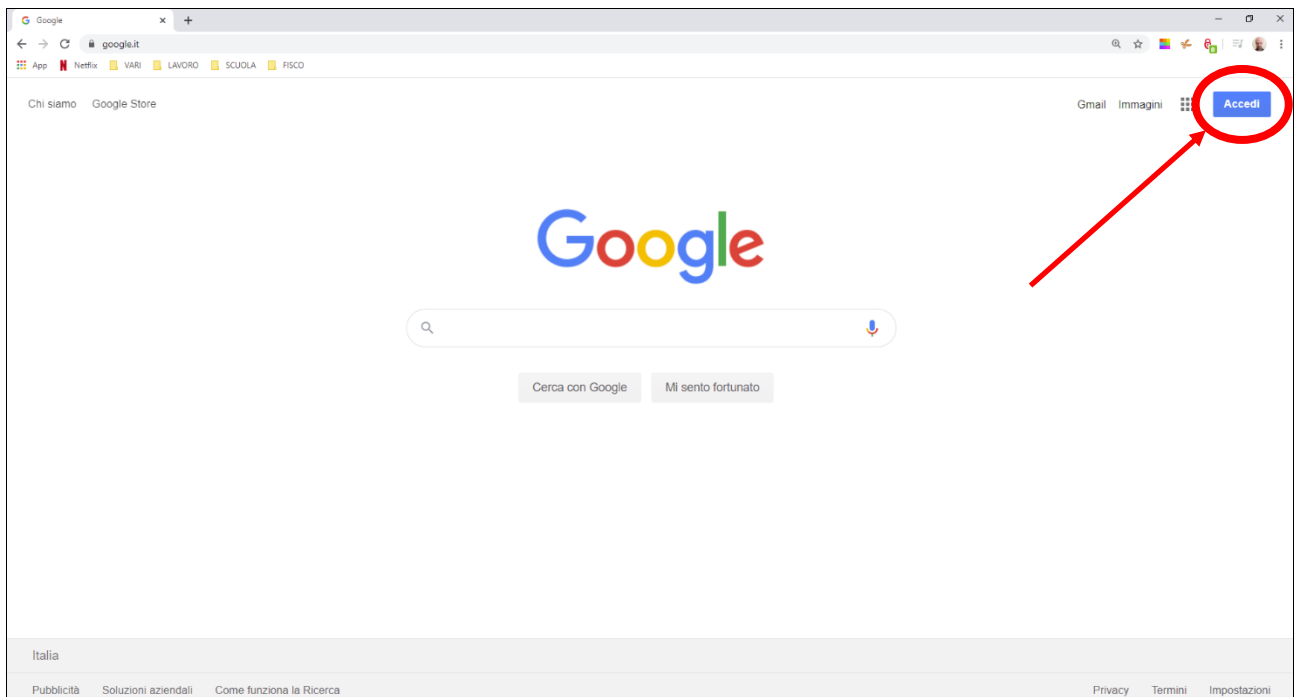 Google
google.it
App Netflix VARI LAVORO SCUOLA FISCO
Chi siamo Google Store Gmail Immagini Accedi
Google
Cerca con Google Mi sento fortunato
Italia
Pubblicità Soluzioni aziendali Come funziona la Ricerca Privacy Termini Impostazioni